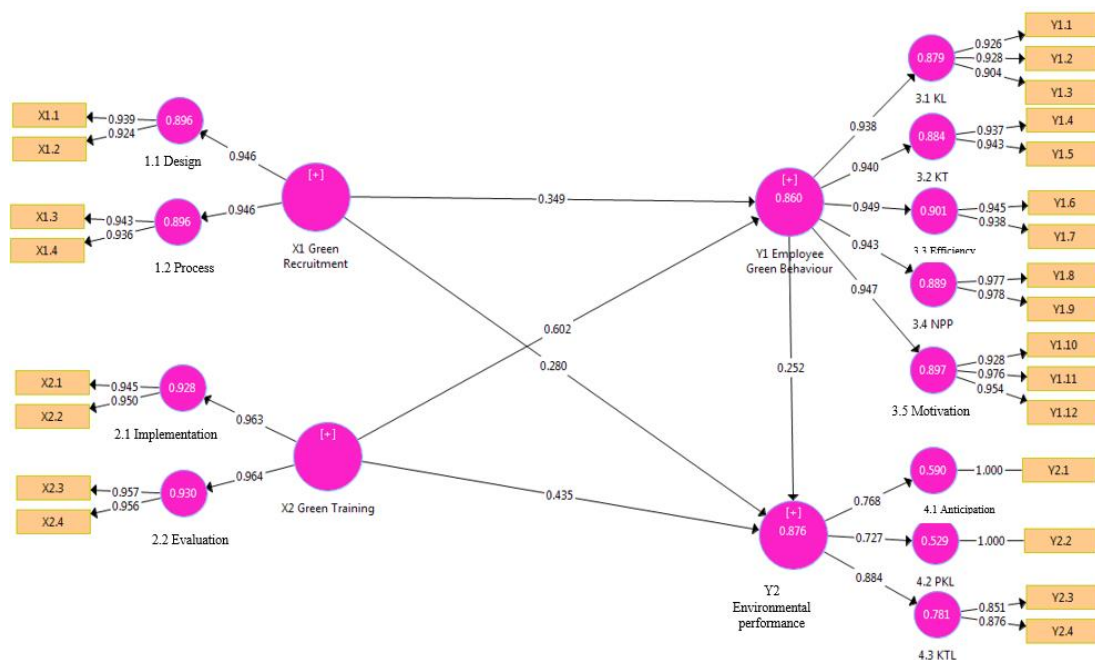 X1.1
X1.2
0.939
0.924
0.896
1.1 Design
0.946
X1.3
X1.4
0.943
0.936
0.896
1.2 Process
0.946
[+]
X1 Green
Recruitment
0.349
0.280
X2.1
X2.2
0.945
0.950
0.928
2.1 Implementation
0.963
X2.3
X2.4
0.957
0.956
0.930
2.2 Evaluation
0.964
[+]
X2 Green Training
0.602
0.435
[+]
0.860
Y1 Employee
Green Behaviour
0.252
0.938
0.879
3.1 KL
0.926
0.928
0.904
Y1.1
Y1.2
Y1.3
0.940
0.884
3.2 KT
0.937
0.943
Y1.4
Y1.5
0.949
0.901
3.3 Efficiency
0.945
0.938
Y1.6
Y1.7
0.943
0.889
3.4 NPP
0.977
0.978
Y1.8
Y1.9
0.947
0.897
3.5 Motivation
0.928
0.976
0.954
Y1.10
Y1.11
Y1.12
[+]
0.876
Y2
Environmental
performance
0.768
0.590
4.1 Anticipation
1.000
Y2.1
0.727
0.529
4.2 PKL
1.000
Y2.2
0.884
0.781
4.3 KTL
0.851
0.876
Y2.3
Y2.4